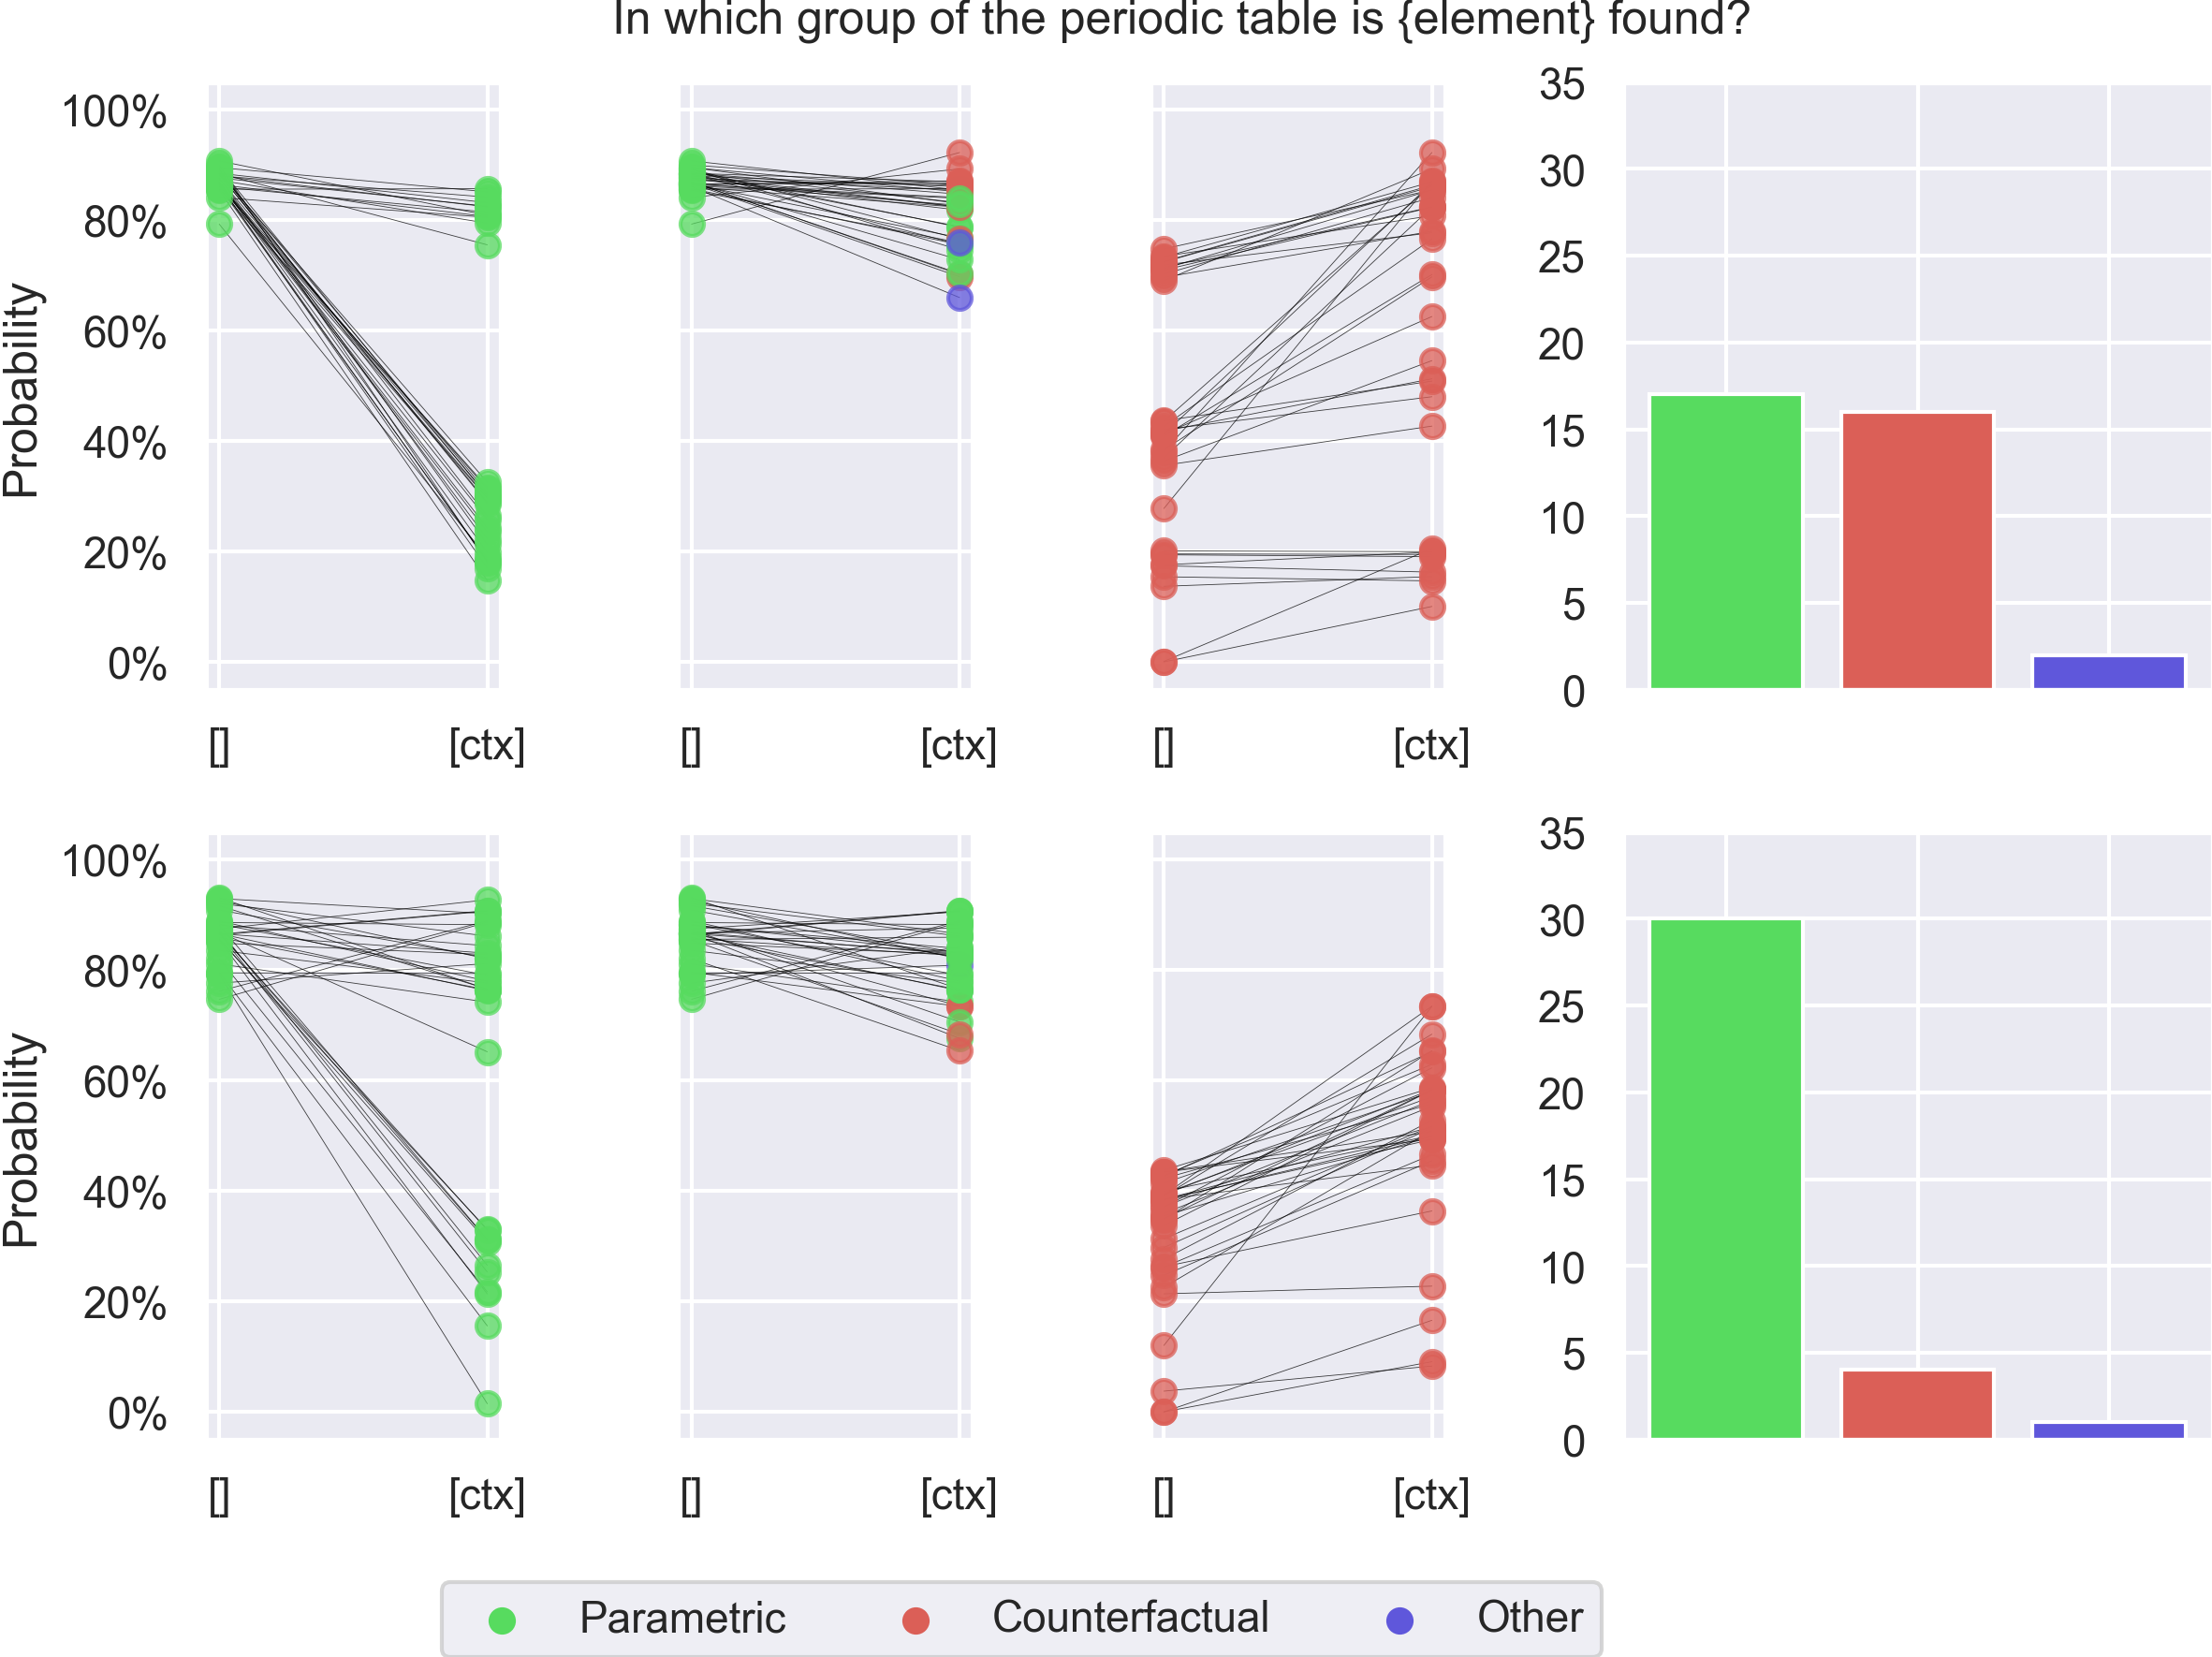 In which group of the periodic table is {element} found?
Probability
100%
80%
60%
40%
20%
0%
[]
[ctx]
[]
[ctx]
[]
[ctx]
35
30
25
20
15
10
5
0
Probability
100%
80%
60%
40%
20%
0%
[]
[ctx]
[]
[ctx]
[]
[ctx]
35
30
25
20
15
10
5
0
Parametric
Counterfactual
Other